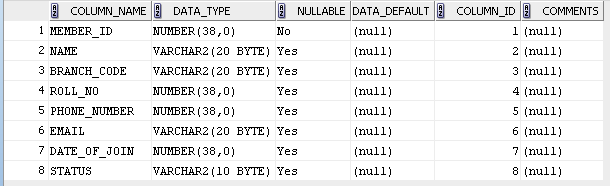 COLUMN_NAME DATA_TYPE NULLABLE DATA_DEFAULT COLUMN_ID COMMENTS
1 MEMBER_ID NUMBER(38,0) No (null) 1 (null)
2 NAME VARCHAR2(20 BYTE) Yes (null) 2 (null)
3 BRANCH_CODE VARCHAR2(20 BYTE) Yes (null) 3 (null)
4 ROLL_NO NUMBER(38,0) Yes (null) 4 (null)
5 PHONE_NUMBER NUMBER(38,0) Yes (null) 5 (null)
6 EMAIL VARCHAR2(20 BYTE) Yes (null) 6 (null)
7 DATE_OF_JOIN NUMBER(38,0) Yes (null) 7 (null)
8 STATUS VARCHAR2(10 BYTE) Yes (null) 8 (null)